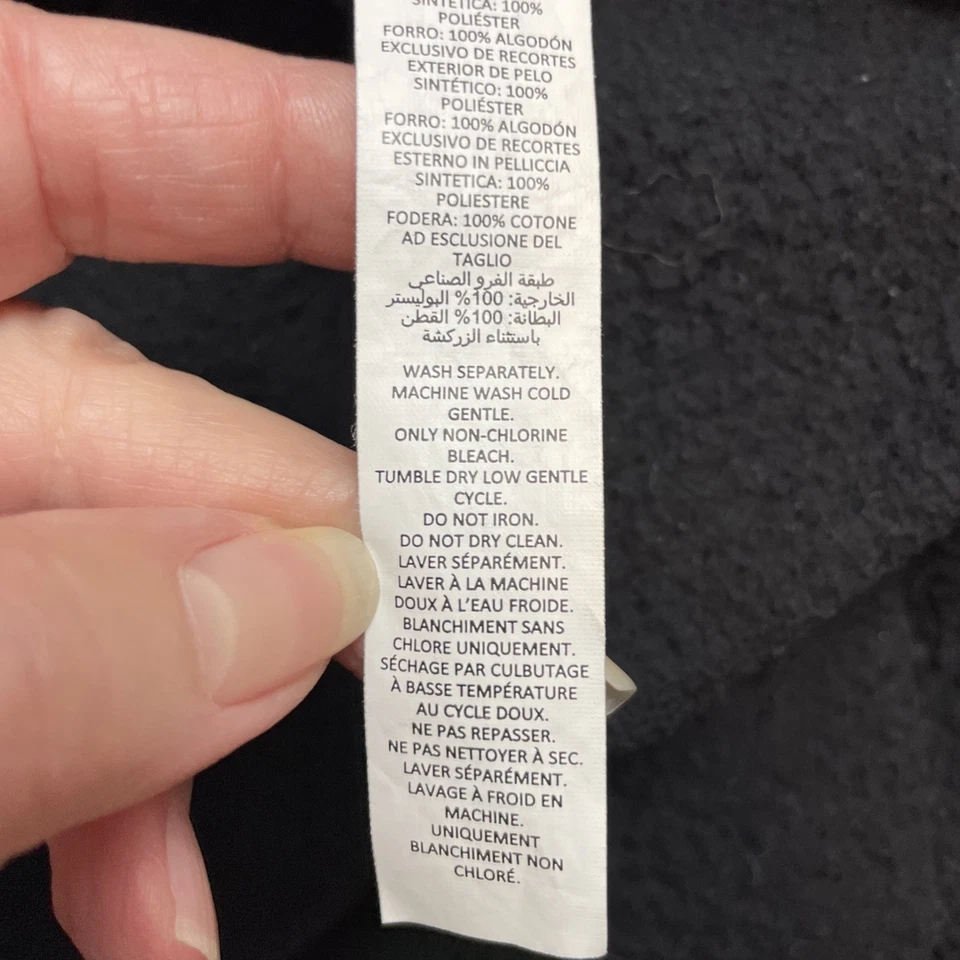 SINTÉTICA: 100%
POLIÉSTER
FORRO: 100% ALGODÓN
EXCLUSIVO DE RECORTES
EXTERIOR DE PELO
SINTÉTICO: 100%
POLIÉSTER
FORRO: 100% ALGODÓN
EXCLUSIVO DE RECORTES
ESTERNO IN PELLICCIA
SINTETICA: 100%
POLIESTERE
FODERA: 100% COTONE
AD ESCLUSIONE DEL
TAGLIO
طبقة الفرو الصناعي
الخارجية: 100% البوليستر
البطانة: 100% القطن
باستثناء الزركشة
WASH SEPARATELY.
MACHINE WASH COLD
GENTLE.
ONLY NON-CHLORINE
BLEACH.
TUMBLE DRY LOW GENTLE
CYCLE.
DO NOT IRON.
DO NOT DRY CLEAN.
LAVER SÉPARÉMENT.
LAVER À LA MACHINE
DOUX À L'EAU FROIDE.
BLANCHIMENT SANS
CHLORE UNIQUEMENT.
SÉCHAGE PAR CULBUTAGE
À BASSE TEMPÉRATURE
AU CYCLE DOUX.
NE PAS REPASSER.
NE PAS NETTOYER À SEC.
LAVER SÉPARÉMENT.
LAVAGE À FROID EN
MACHINE.
UNIQUEMENT
BLANCHIMENT NON
CHLORÉ.